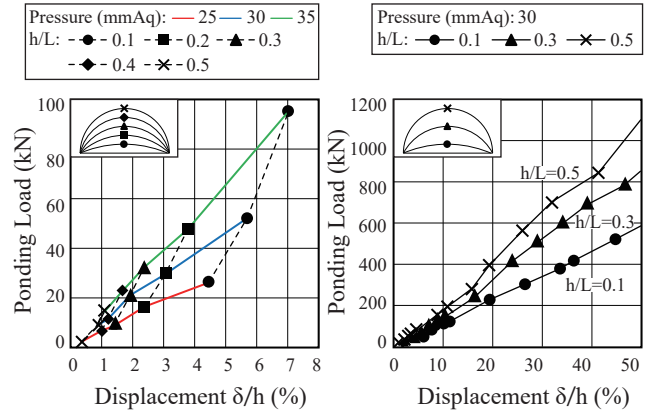 Pressure (mmAq): 25 30 35
h/L: 0.1 0.2 0.3
0.4 0.5
Pressure (mmAq): 30
h/L: 0.1 0.3 0.5
Ponding Load (kN)
100
80
60
40
20
0
0 1 2 3 4 5 6 7 8
Displacement δ/h (%)
Ponding Load (kN)
1200
1000
800
600
400
200
0
0 10 20 30 40 50
h/L=0.5
h/L=0.3
h/L=0.1
Displacement δ/h (%)